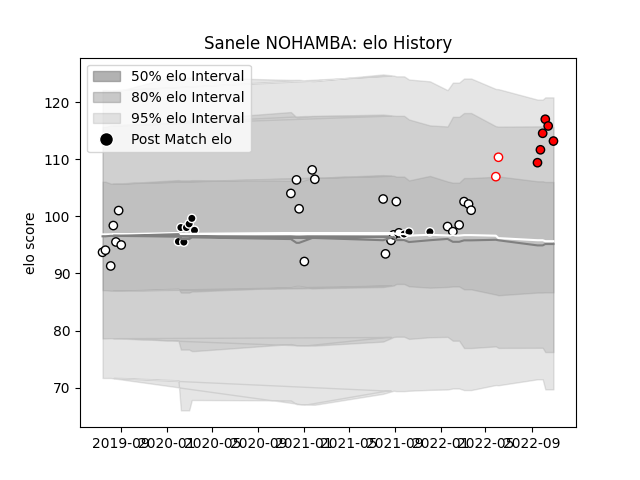 Sanele NOHAMBA: elo History
50% elo Interval
80% elo Interval
95% elo Interval
Post Match elo
elo score
120
110
100
90
80
70
2019-09 2020-01 2020-05 2020-09 2021-01 2021-05 2021-09 2022-01 2022-05 2022-09